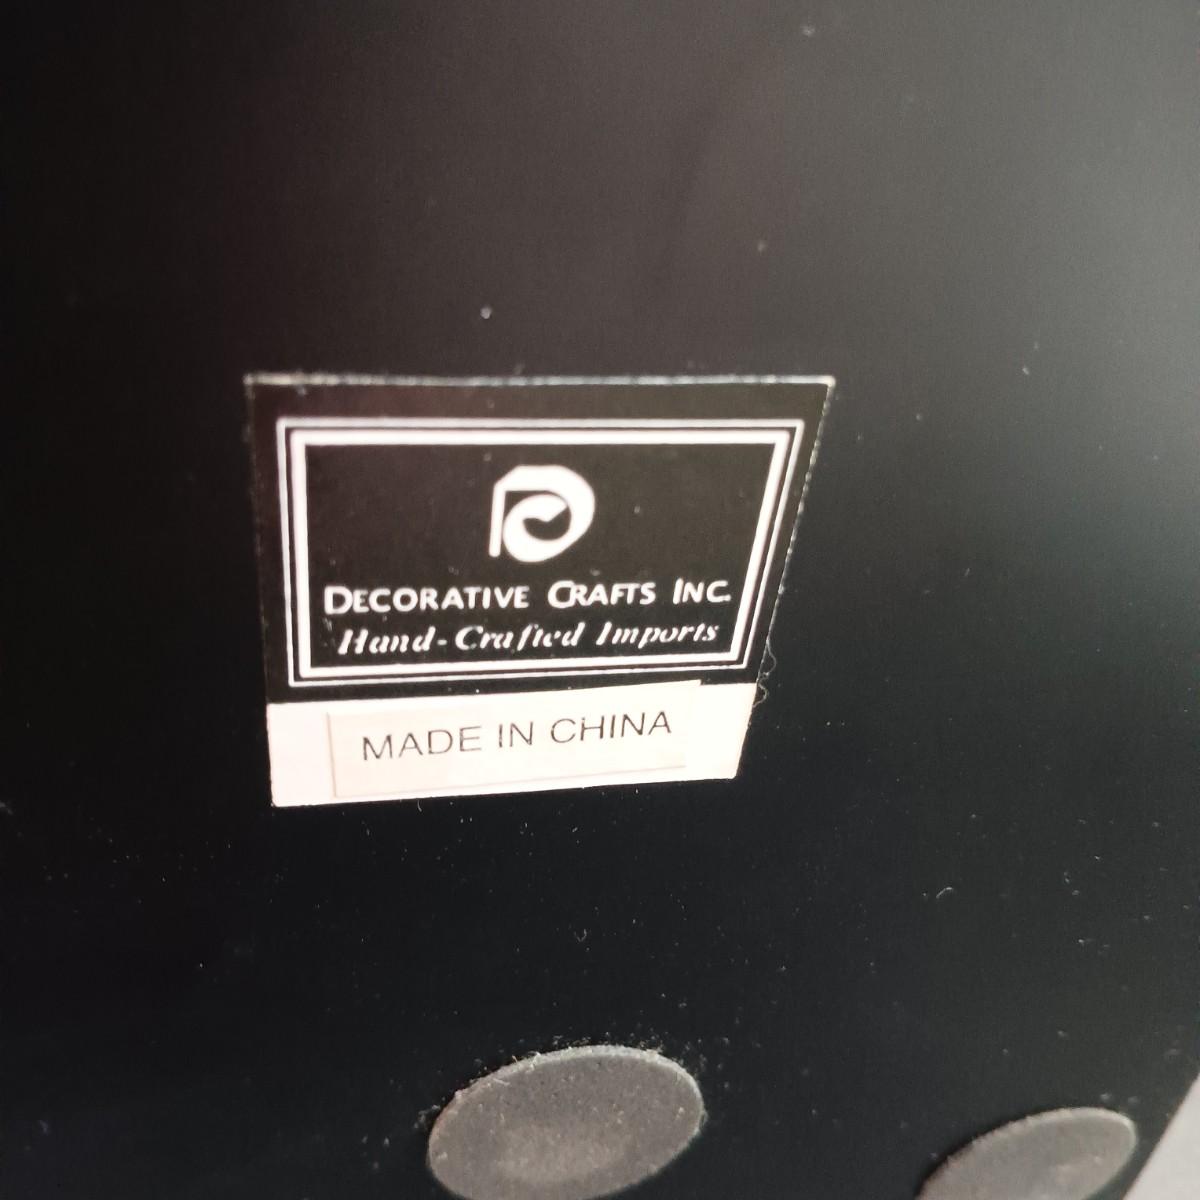 DECORATIVE CRAFTS INC.
Hand-Crafted Imports
MADE IN CHINA